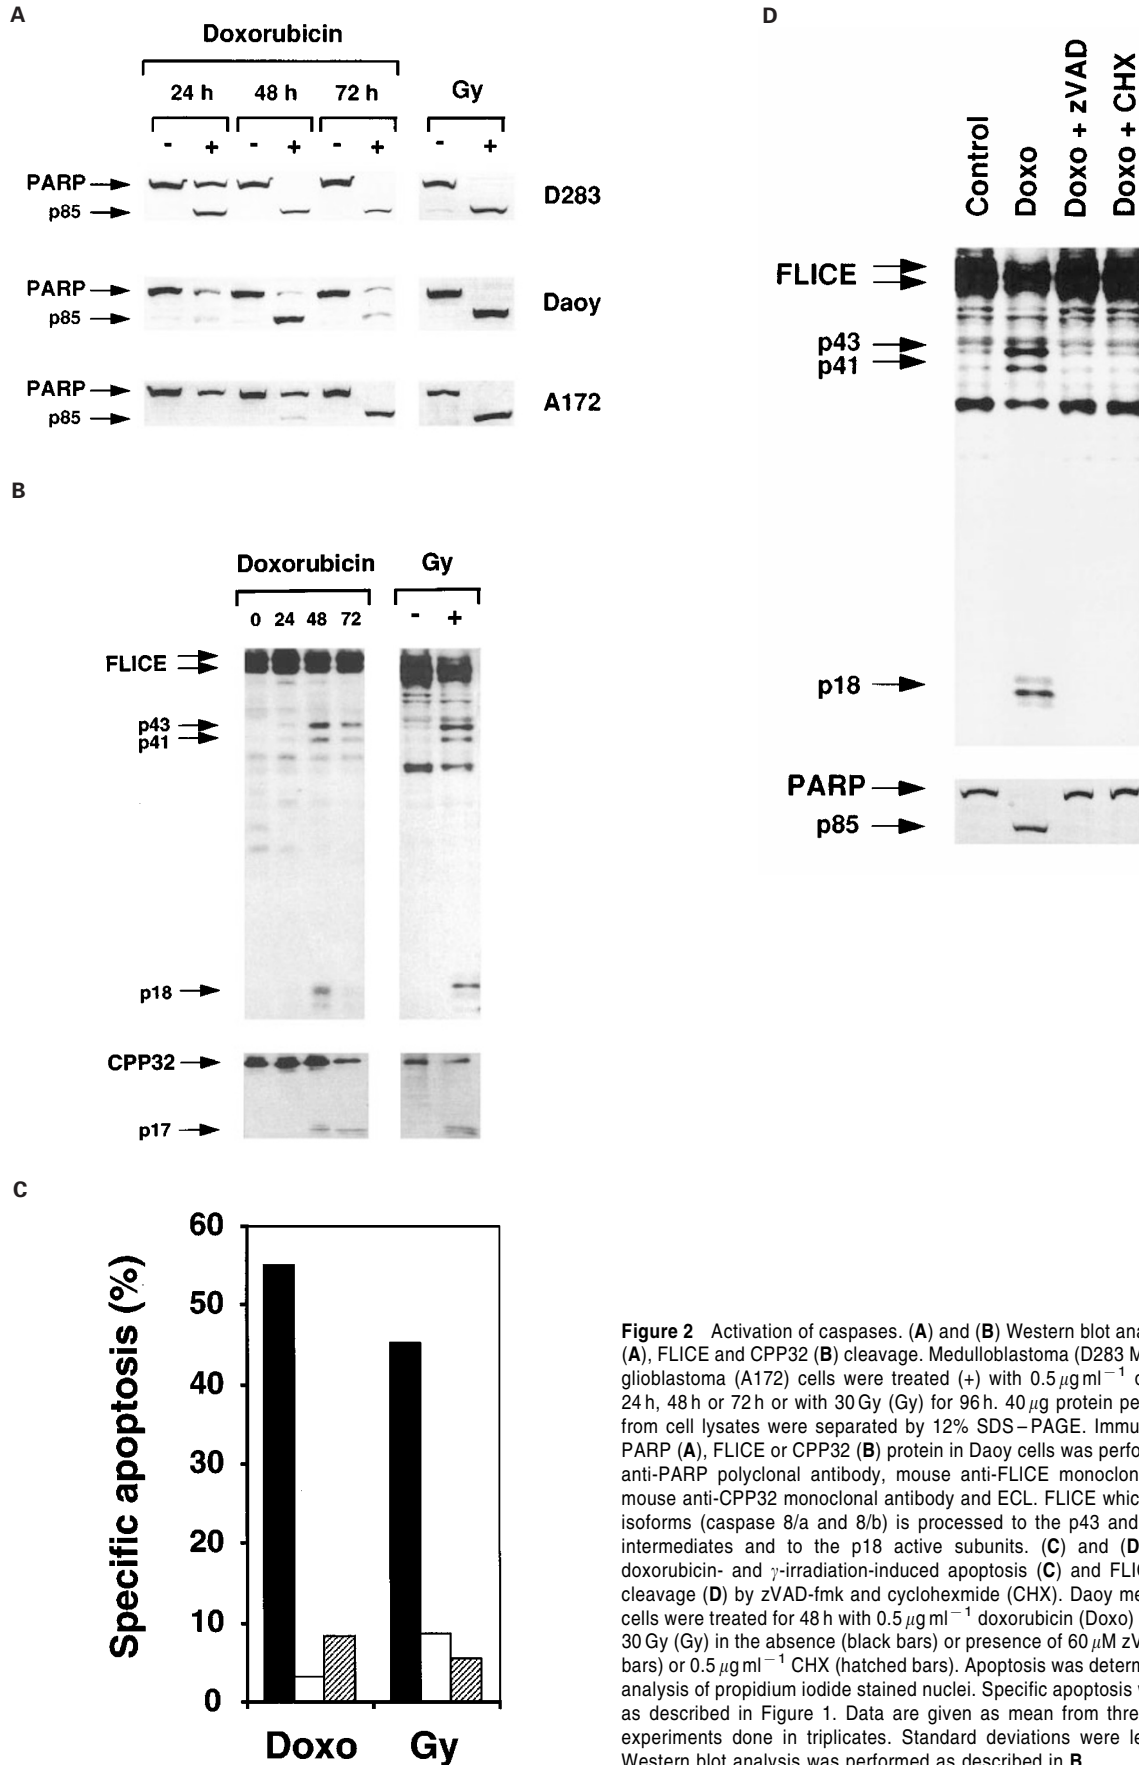 A
Doxorubicin
24 h 48 h 72 h Gy
- + - + - + - +
PARP
p85
D283
PARP
p85
Daoy
PARP
p85
A172
B
Doxorubicin Gy
0 24 48 72 - +
FLICE
p43
p41
p18
CPP32
p17
C
Specific apoptosis (%)
60
50
40
30
20
10
0
Doxo Gy
D
Control
Doxo
Doxo + zVAD
Doxo + CHX
FLICE
p43
p41
p18
PARP
p85
Figure 2 Activation of caspases. (A) and (B) Western blot ana
(A), FLICE and CPP32 (B) cleavage. Medulloblastoma (D283 M
glioblastoma (A172) cells were treated (+) with 0.5 μg ml−1 d
24 h, 48 h or 72 h or with 30 Gy (Gy) for 96 h. 40 μg protein pe
from cell lysates were separated by 12% SDS–PAGE. Immu
PARP (A), FLICE or CPP32 (B) protein in Daoy cells was perfo
anti-PARP polyclonal antibody, mouse anti-FLICE monoclon
mouse anti-CPP32 monoclonal antibody and ECL. FLICE which
isoforms (caspase 8/a and 8/b) is processed to the p43 and
intermediates and to the p18 active subunits. (C) and (D
doxorubicin- and γ-irradiation-induced apoptosis (C) and FLIC
cleavage (D) by zVAD-fmk and cyclohexmide (CHX). Daoy me
cells were treated for 48 h with 0.5 μg ml−1 doxorubicin (Doxo)
30 Gy (Gy) in the absence (black bars) or presence of 60 μM zV
bars) or 0.5 μg ml−1 CHX (hatched bars). Apoptosis was determ
analysis of propidium iodide stained nuclei. Specific apoptosis
as described in Figure 1. Data are given as mean from three
experiments done in triplicates. Standard deviations were le
Western blot analysis was performed as described in B